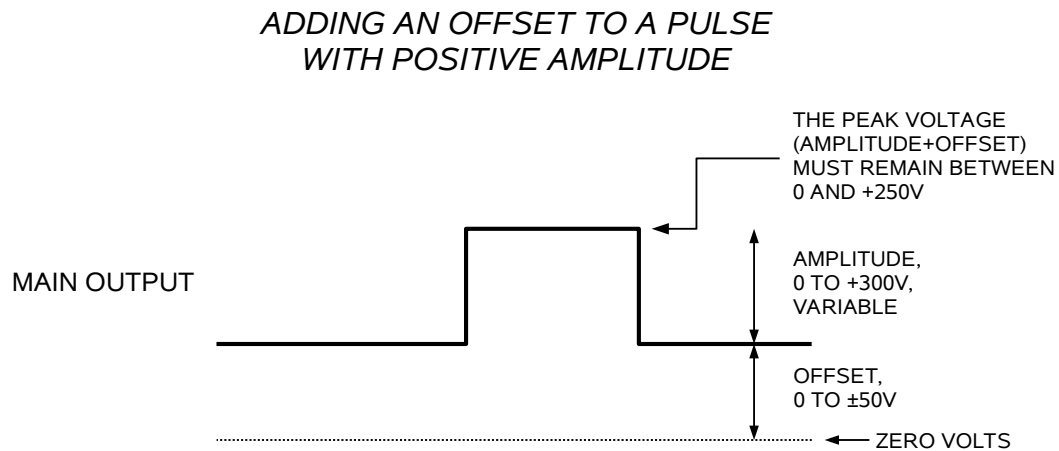 ADDING AN OFFSET TO A PULSE
WITH POSITIVE AMPLITUDE
THE PEAK VOLTAGE
(AMPLITUDE+OFFSET)
MUST REMAIN BETWEEN
0 AND +250V
MAIN OUTPUT
AMPLITUDE,
0 TO +300V,
VARIABLE
OFFSET,
0 TO ±50V
ZERO VOLTS